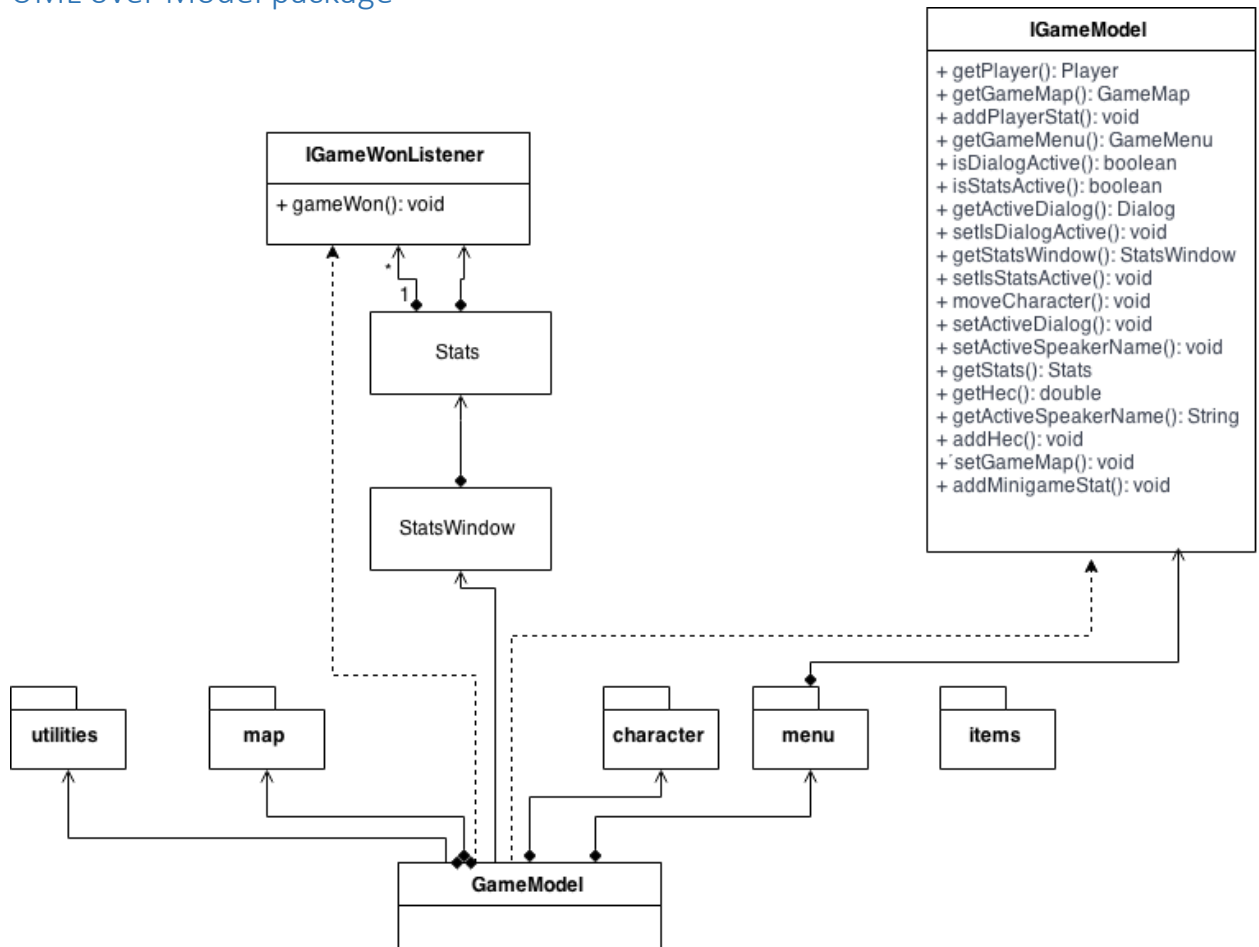 UML over Model package
IGameModel
+ getPlayer(): Player
+ getGameMap(): GameMap
+ addPlayerStat(): void
+ getGameMenu(): GameMenu
+ isDialogActive(): boolean
+ isStatsActive(): boolean
+ getActiveDialog(): Dialog
+ setIsDialogActive(): void
+ getStatsWindow(): StatsWindow
+ setIsStatsActive(): void
+ moveCharacter(): void
+ setActiveDialog(): void
+ setActiveSpeakerName(): void
+ getStats(): Stats
+ getHec(): double
+ getActiveSpeakerName(): String
+ addHec(): void
+´setGameMap(): void
+ addMinigameStat(): void
IGameWonListener
+ gameWon(): void
*
1
Stats
StatsWindow
utilities
map
character
menu
items
GameModel